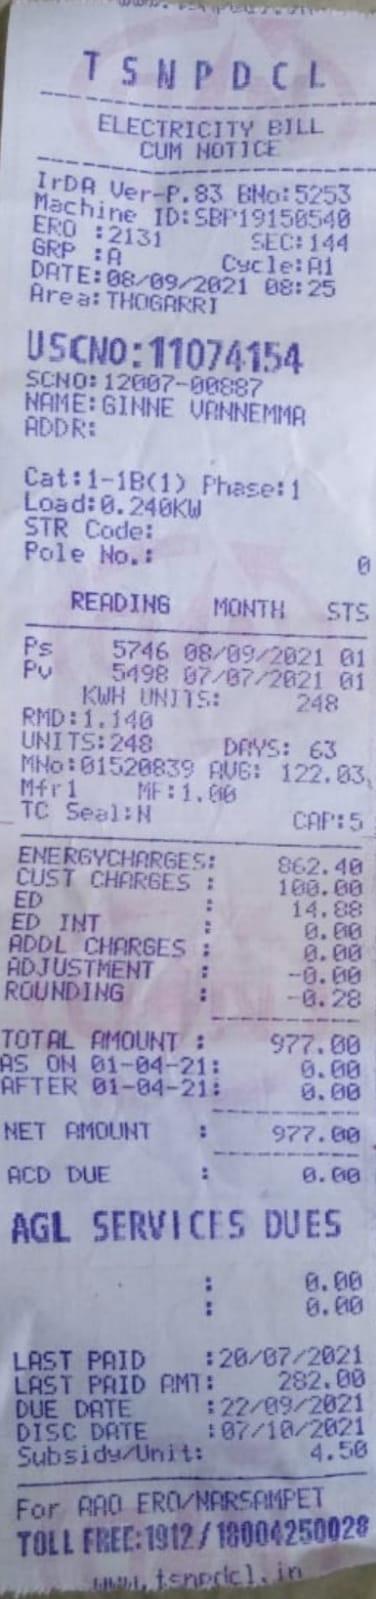 TSNPDCL
ELECTRICITY BILL
CUM NOTICE
IrDA Ver-P.83 BNo:5253
Machine ID:SBP19150540
ERO :2131 SEC:144
GRP :A Cycle:A1
DATE:08/09/2021 08:25
Area:THOGARRI
USCNO:11074154
SCNO:12007-00887
NAME:GINNE VANNEMMA
ADDR:
Cat:1-1B(1) Phase:1
Load:0.240KW
STR Code:
Pole No.: 0
READING MONTH STS
Ps 5746 08/09/2021 01
Pv 5498 07/07/2021 01
KWH UNITS: 248
RMD:1.140
UNITS:248 DAYS: 63
MNo:01520839 AVG: 122.03
Mfr1 MF:1.00
TC Seal:N CAP:5
ENERGYCHARGES: 862.40
CUST CHARGES : 100.00
ED : 14.88
ED INT : 0.00
ADDL CHARGES : 0.00
ADJUSTMENT : -0.00
ROUNDING : -0.28
TOTAL AMOUNT : 977.00
AS ON 01-04-21: 0.00
AFTER 01-04-21: 0.00
NET AMOUNT : 977.00
ACD DUE : 0.00
AGL SERVICES DUES
: 0.00
: 0.00
LAST PAID :20/07/2021
LAST PAID AMT: 282.00
DUE DATE :22/09/2021
DISC DATE :07/10/2021
Subsidy/Unit: 4.50
For AAO ERO/NARSAMPET
TOLL FREE:1912/18004250028
www.tsnpdcl.in